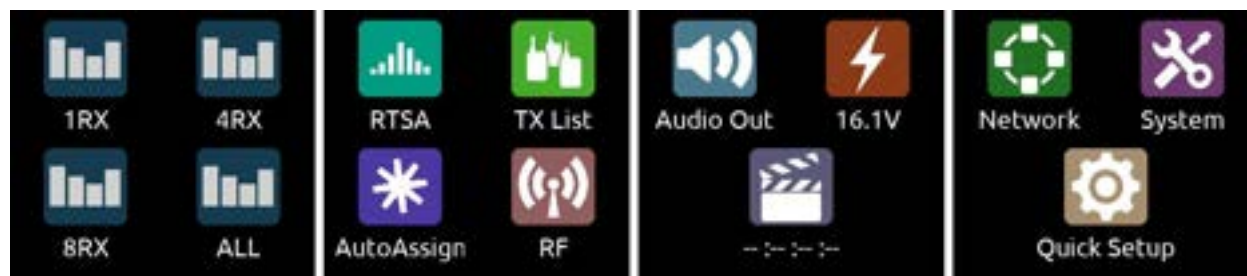 1RX 4RX
8RX ALL
RTSA TX List
AutoAssign RF
Audio Out 16.1V
-- :-- :-- :--
Network System
Quick Setup